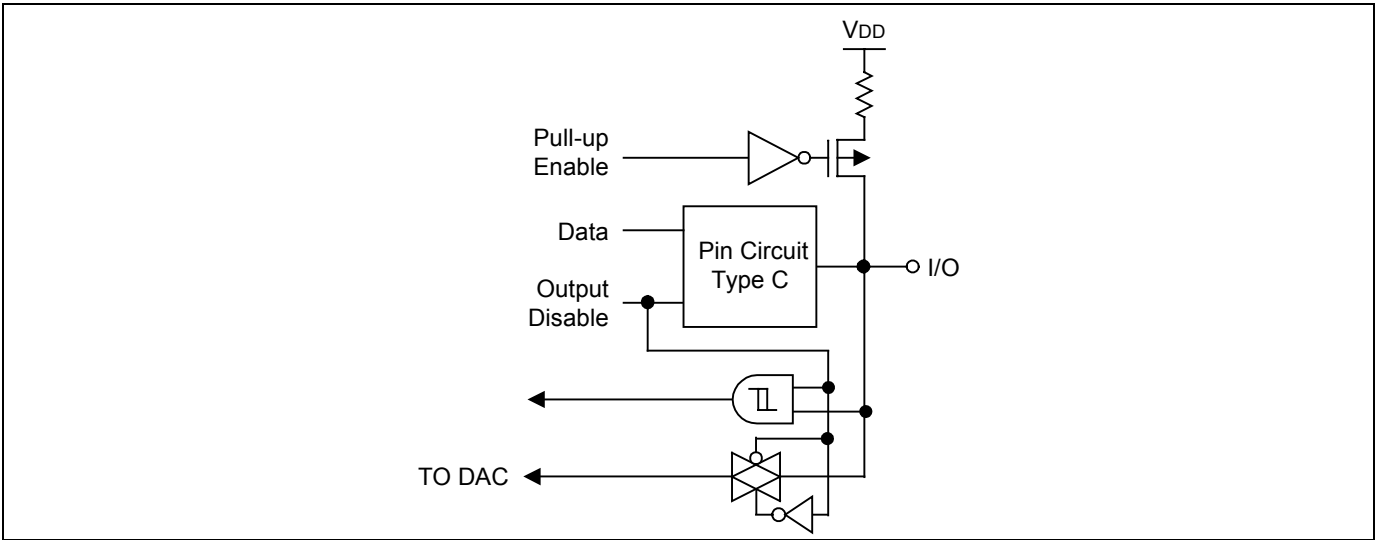 VDD
Pull-up
Enable
Data
Pin Circuit
Type C
I/O
Output
Disable
TO DAC